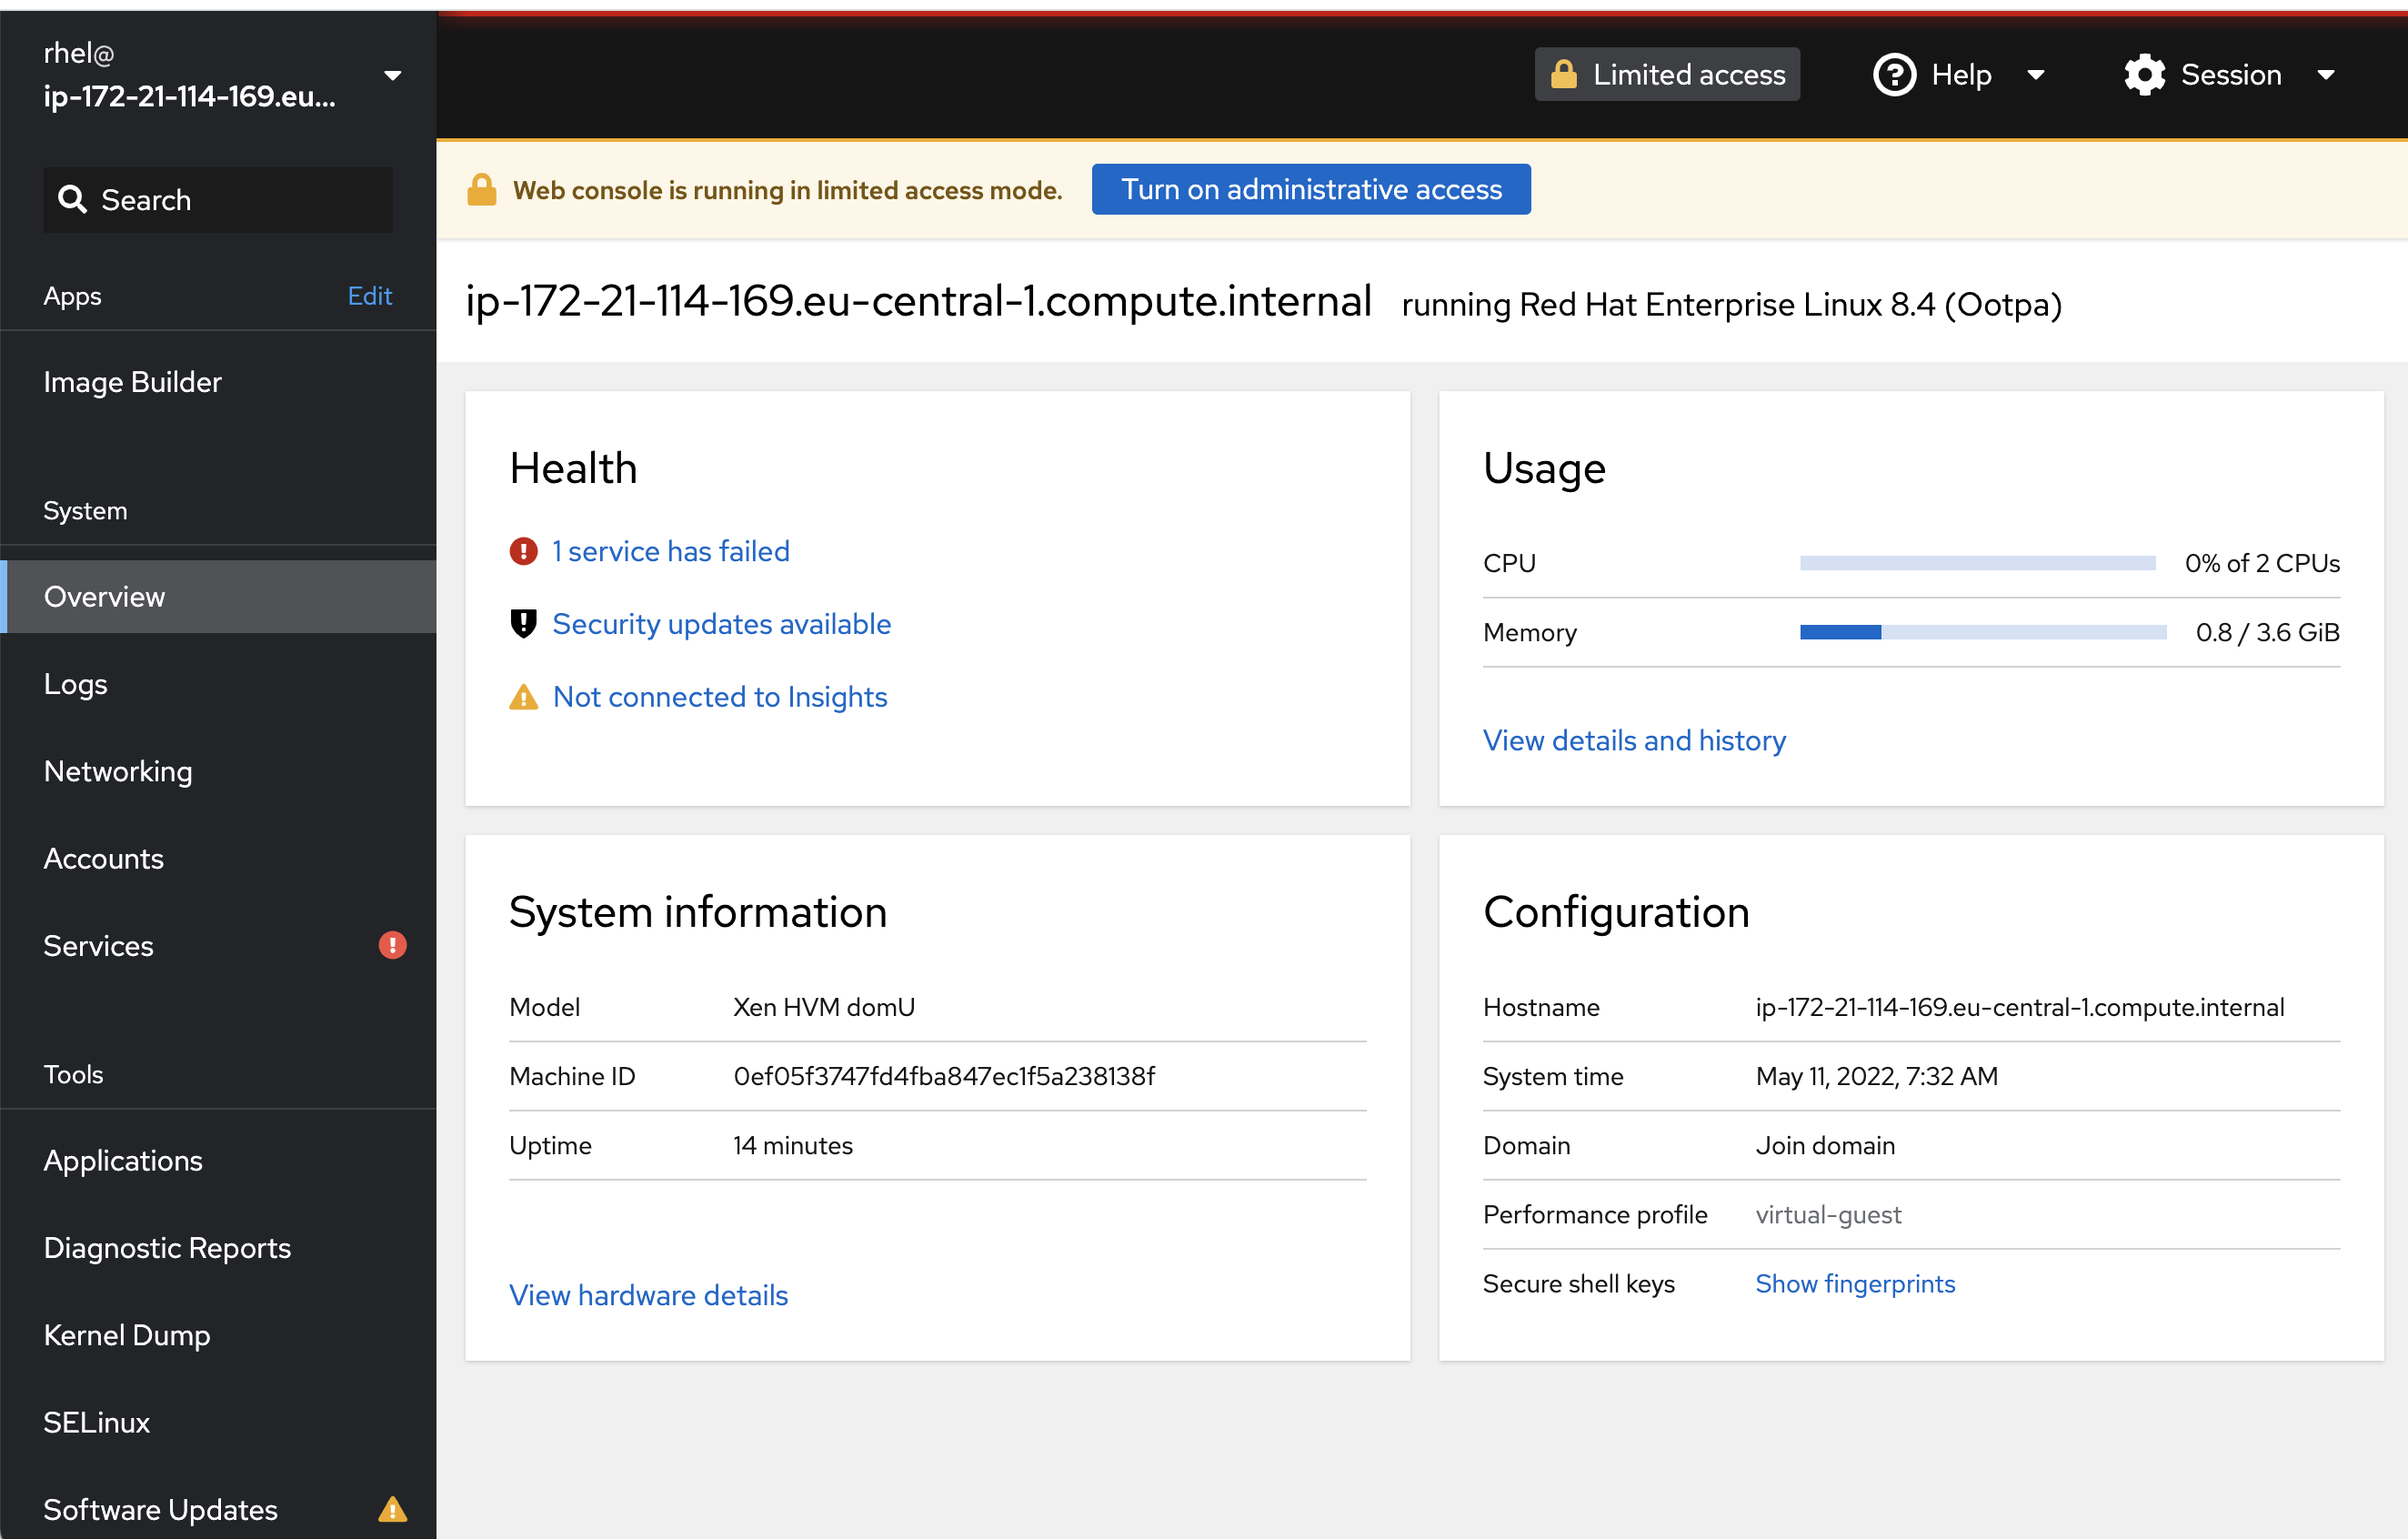 rhel@
ip-172-21-114-169.eu...
Search
Apps Edit
Image Builder
System
Overview
Logs
Networking
Accounts
Services
Tools
Applications
Diagnostic Reports
Kernel Dump
SELinux
Software Updates
Limited access
Help
Session
Web console is running in limited access mode. Turn on administrative access
ip-172-21-114-169.eu-central-1.compute.internal running Red Hat Enterprise Linux 8.4 (Ootpa)
Health
1 service has failed
Security updates available
Not connected to Insights
Usage
CPU 0% of 2 CPUs
Memory 0.8 / 3.6 GiB
View details and history
System information
Model Xen HVM domU
Machine ID 0ef05f3747fd4fba847ec1f5a238138f
Uptime 14 minutes
View hardware details
Configuration
Hostname ip-172-21-114-169.eu-central-1.compute.internal
System time May 11, 2022, 7:32 AM
Domain Join domain
Performance profile virtual-guest
Secure shell keys Show fingerprints